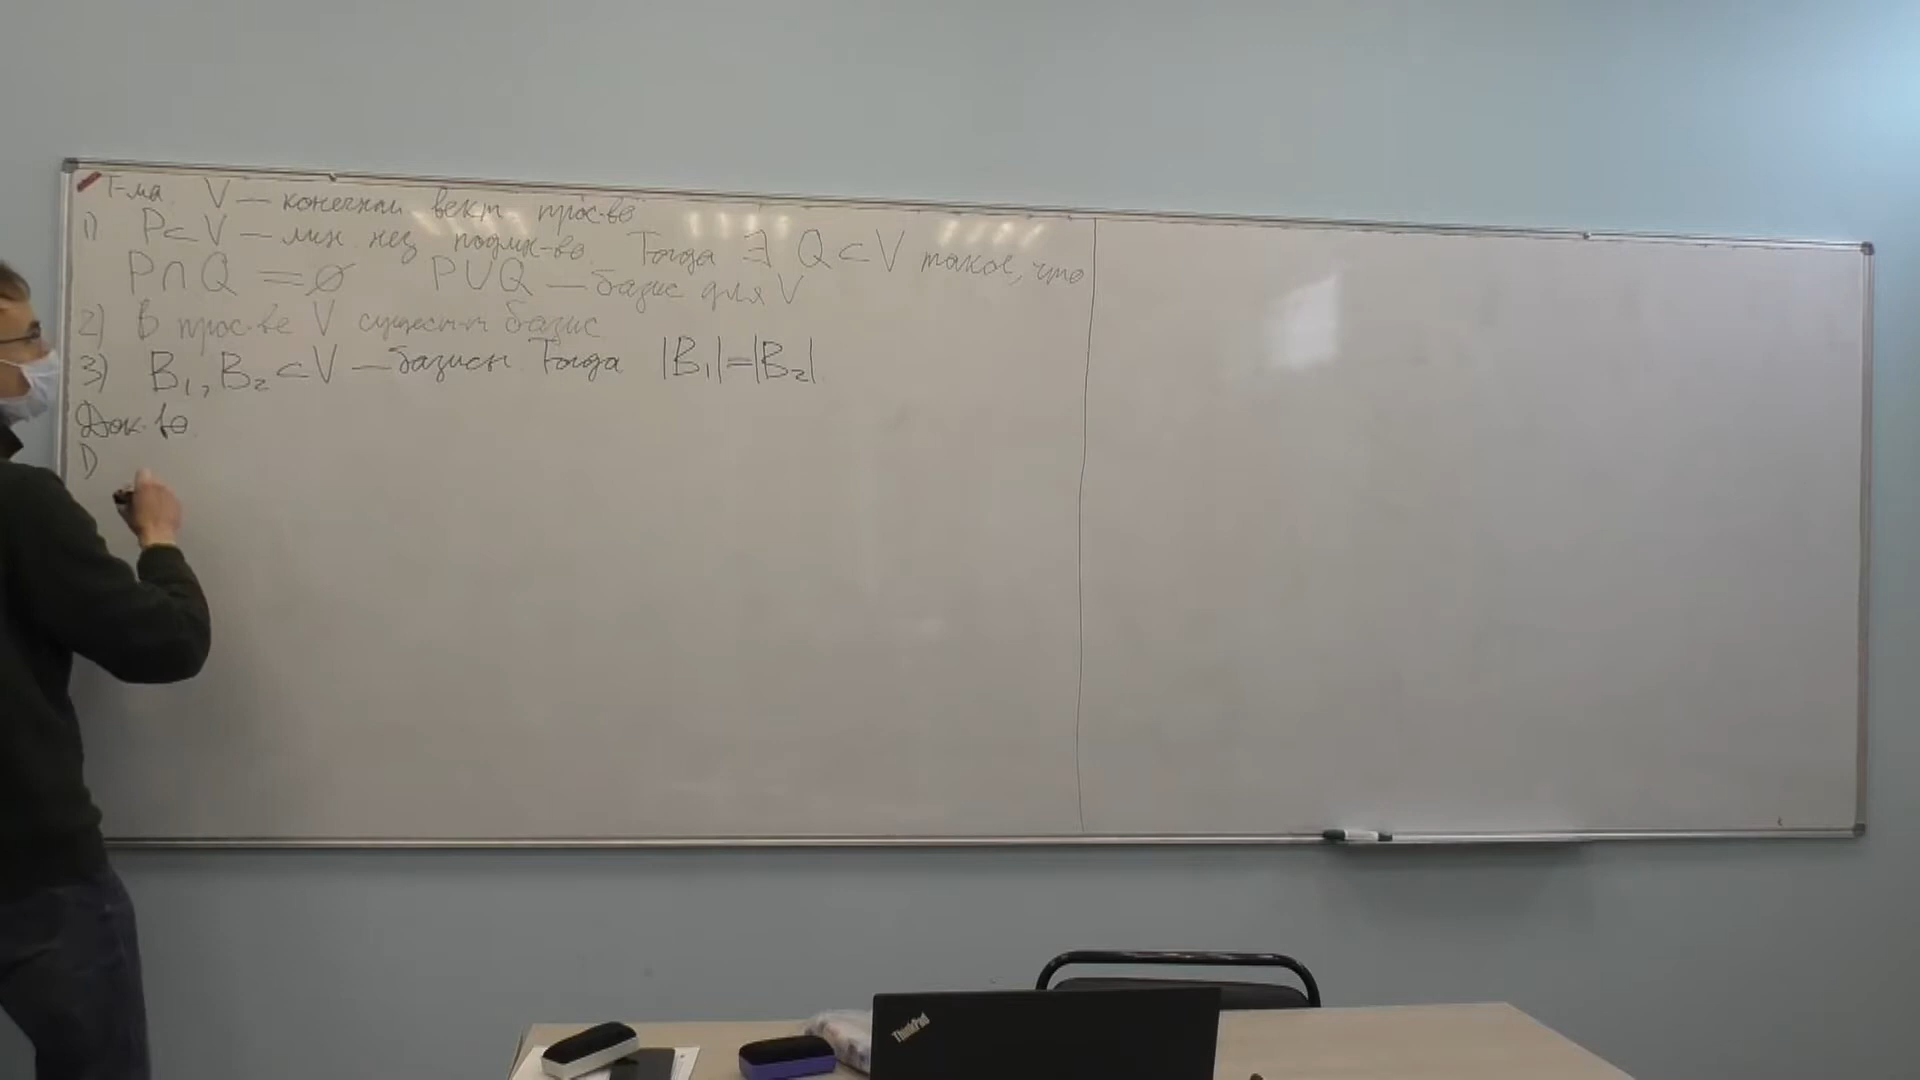 Т-ма. V — конечном. вект. прос-во
1) P⊂V — лин. нез. подмн-во. Тогда ∃ Q⊂V такое, что
P∩Q = ∅ P∪Q — базис для V
2) В прос-ве V существ-т базис
3) B₁, B₂ ⊂ V — базисы. Тогда |B₁|=|B₂|.
Док-во.
1)
ThinkPad